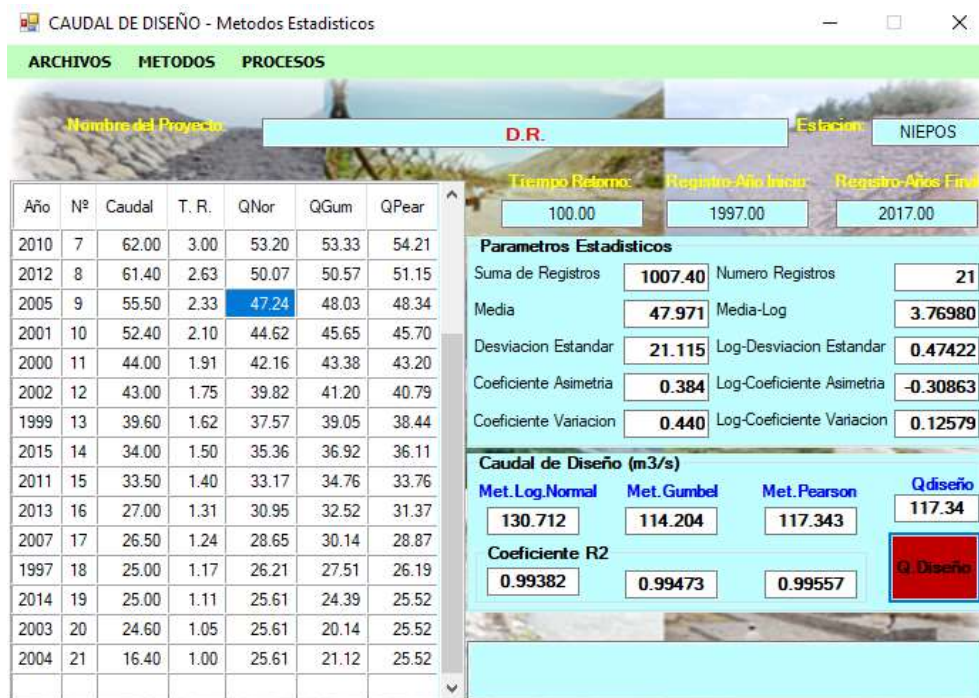 CAUDAL DE DISEÑO - Metodos Estadisticos
ARCHIVOS METODOS PROCESOS
Nombre del Proyecto: D.R. Estacion: NIEPOS
Tiempo Retorno: Registro-Año Inicio: Registro-Años Final
100.00 1997.00 2017.00
Año Nº Caudal T. R. QNor QGum QPear
2010 7 62.00 3.00 53.20 53.33 54.21
2012 8 61.40 2.63 50.07 50.57 51.15
2005 9 55.50 2.33 47.24 48.03 48.34
2001 10 52.40 2.10 44.62 45.65 45.70
2000 11 44.00 1.91 42.16 43.38 43.20
2002 12 43.00 1.75 39.82 41.20 40.79
1999 13 39.60 1.62 37.57 39.05 38.44
2015 14 34.00 1.50 35.36 36.92 36.11
2011 15 33.50 1.40 33.17 34.76 33.76
2013 16 27.00 1.31 30.95 32.52 31.37
2007 17 26.50 1.24 28.65 30.14 28.87
1997 18 25.00 1.17 26.21 27.51 26.19
2014 19 25.00 1.11 25.61 24.39 25.52
2003 20 24.60 1.05 25.61 20.14 25.52
2004 21 16.40 1.00 25.61 21.12 25.52
Parametros Estadisticos
Suma de Registros 1007.40 Numero Registros 21
Media 47.971 Media-Log 3.76980
Desviacion Estandar 21.115 Log-Desviacion Estandar 0.47422
Coeficiente Asimetria 0.384 Log-Coeficiente Asimetria -0.30863
Coeficiente Variacion 0.440 Log-Coeficiente Variacion 0.12579
Caudal de Diseño (m3/s)
Met.Log.Normal Met.Gumbel Met.Pearson Qdiseño
130.712 114.204 117.343 117.34
Coeficiente R2
0.99382 0.99473 0.99557
Q.Diseño